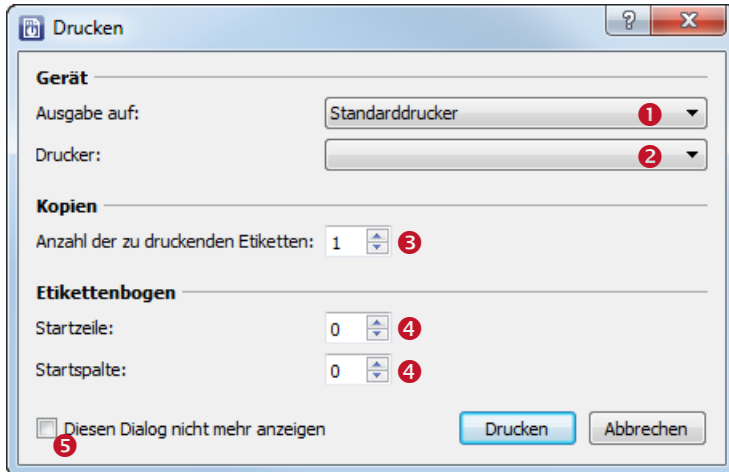 Drucken
?
X
Gerät
Ausgabe auf: Standarddrucker 1
Drucker: 2
Kopien
Anzahl der zu druckenden Etiketten: 1 3
Etikettenbogen
Startzeile: 0 4
Startspalte: 0 4
Diesen Dialog nicht mehr anzeigen
5
Drucken Abbrechen